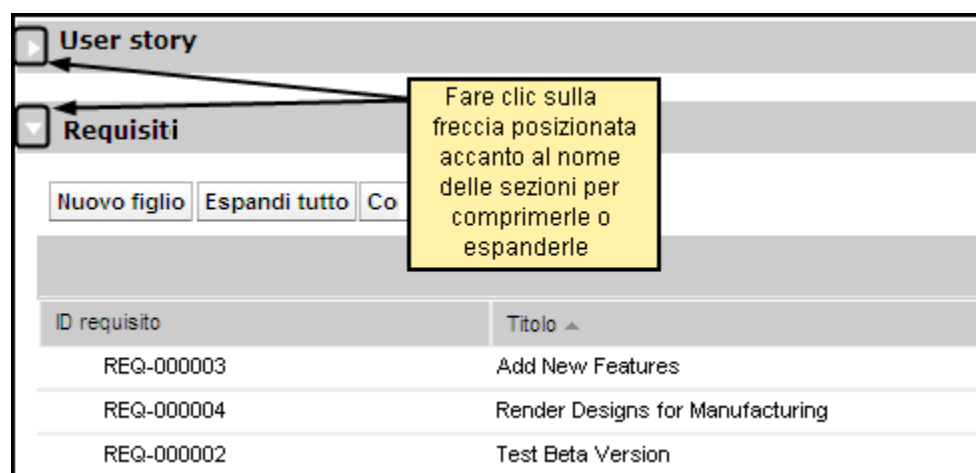 User story
Fare clic sulla
freccia posizionata
accanto al nome
delle sezioni per
comprimerle o
espanderle
Requisiti
Nuovo figlio Espandi tutto Co
ID requisito Titolo
REQ-000003 Add New Features
REQ-000004 Render Designs for Manufacturing
REQ-000002 Test Beta Version